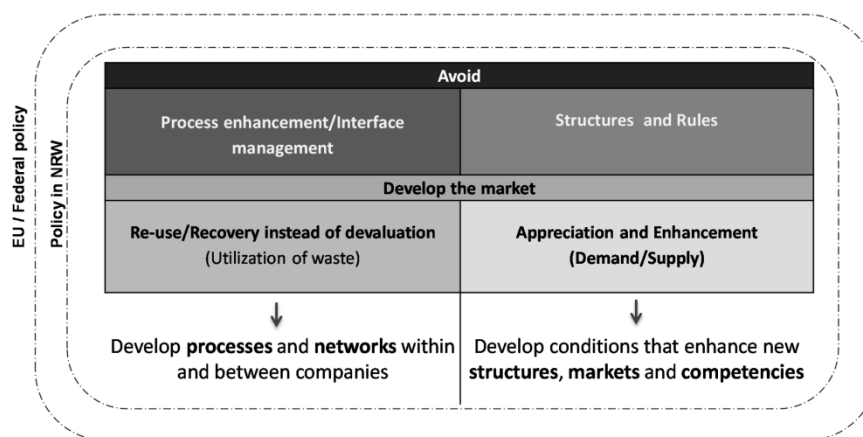 EU / Federal policy
Policy in NRW
Avoid
Process enhancement/Interface
management
Structures and Rules
Develop the market
Re-use/Recovery instead of devaluation
(Utilization of waste)
Appreciation and Enhancement
(Demand/Supply)
Develop processes and networks within
and between companies
Develop conditions that enhance new
structures, markets and competencies